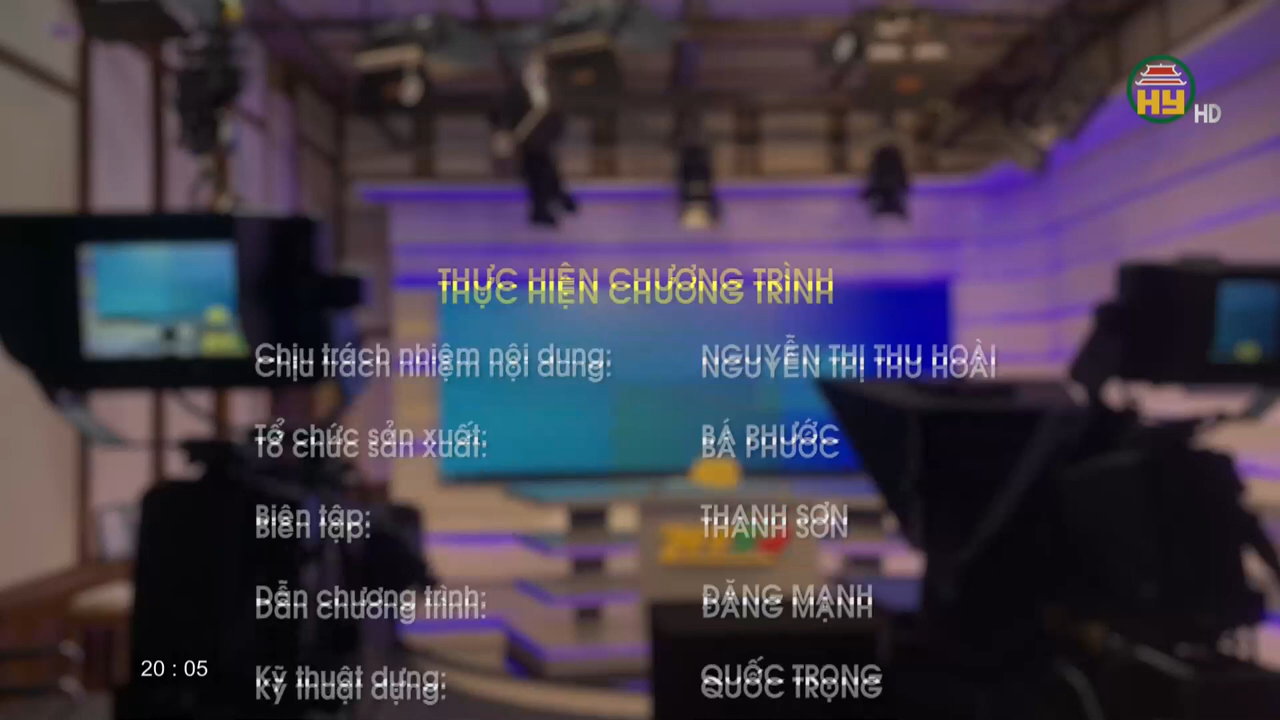 HY HD
THỰC HIỆN CHƯƠNG TRÌNH
Chịu trách nhiệm nội dung: NGUYỄN THỊ THU HOÀI
Tổ chức sản xuất: BÁ PHƯỚC
Biên tập: THANH SƠN
Dẫn chương trình: ĐĂNG MẠNH
Kỹ thuật dựng: QUỐC TRỌNG
20 : 05